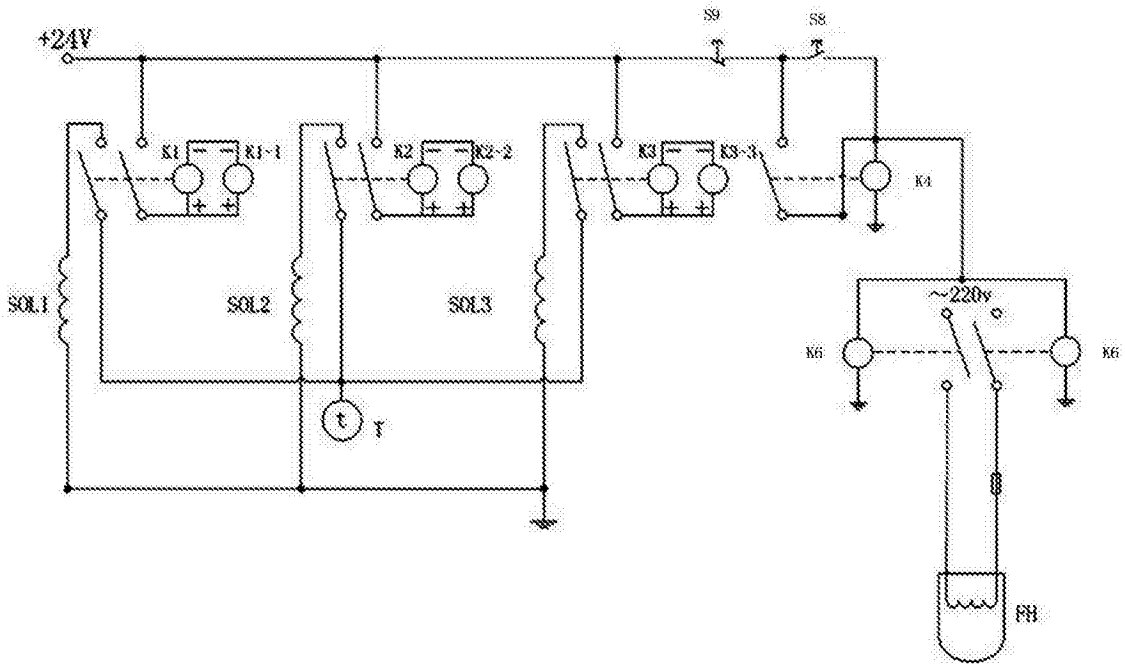 S9
S8
+24V
K1
K1-1
K2
K2-2
K3
K3-3
K4
SOL1
SOL2
SOL3
~220v
K6
K6
t
T
FH